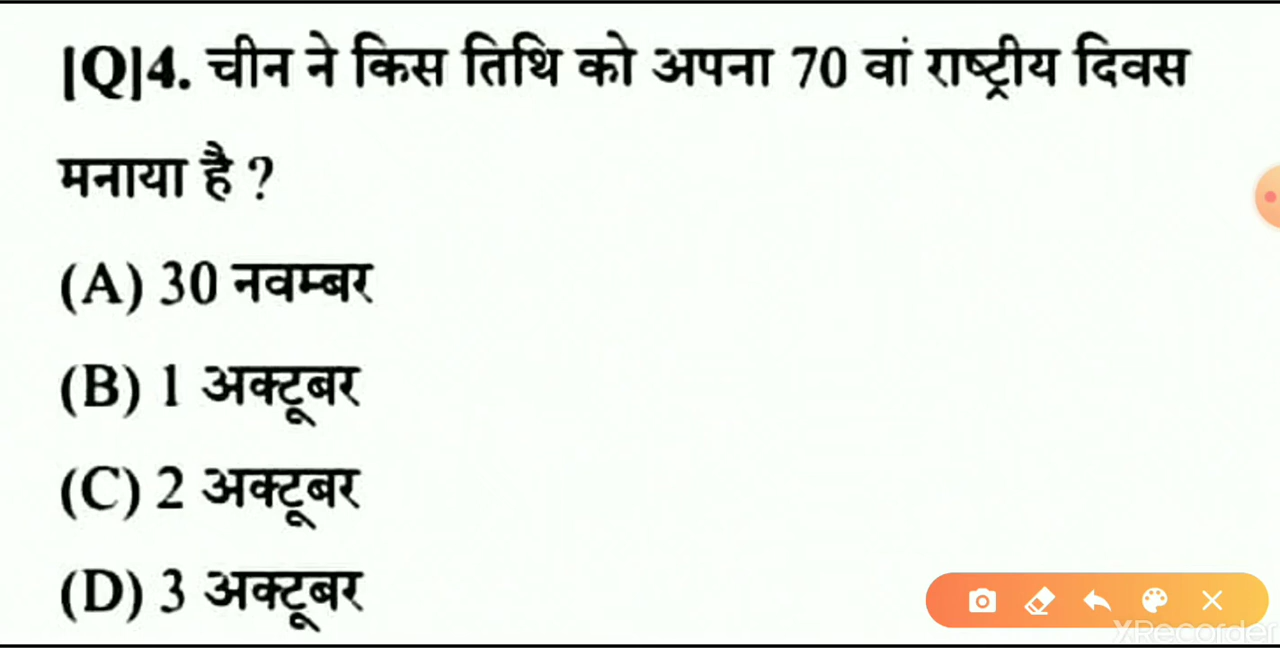 [Q]4. चीन ने किस तिथि को अपना 70 वां राष्ट्रीय दिवस
मनाया है ?
(A) 30 नवम्बर
(B) 1 अक्टूबर
(C) 2 अक्टूबर
(D) 3 अक्टूबर
XRecorder